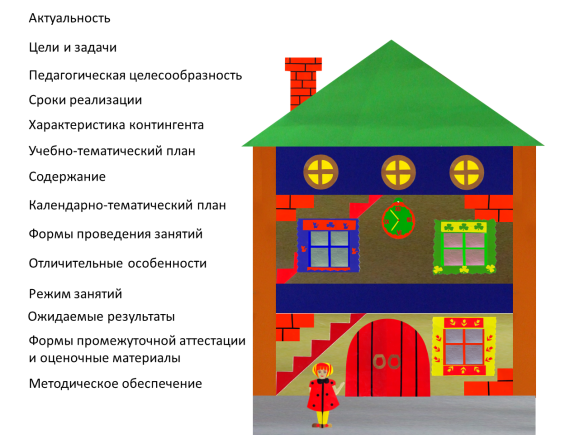 Актуальность
Цели и задачи
Педагогическая целесообразность
Сроки реализации
Характеристика контингента
Учебно-тематический план
Содержание
Календарно-тематический план
Формы проведения занятий
Отличительные особенности
Режим занятий
Ожидаемые результаты
Формы промежуточной аттестации
и оценочные материалы
Методическое обеспечение